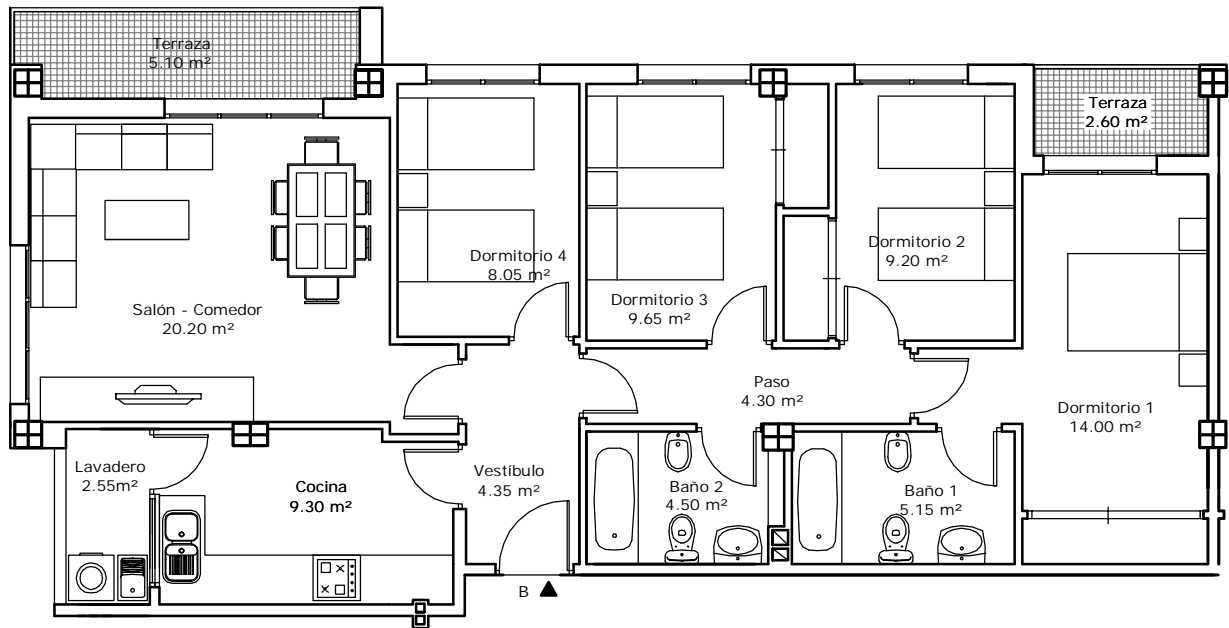 Terraza
5.10 m²
Terraza
2.60 m²
Dormitorio 4
8.05 m²
Dormitorio 3
9.65 m²
Dormitorio 2
9.20 m²
Salón - Comedor
20.20 m²
Paso
4.30 m²
Dormitorio 1
14.00 m²
Lavadero
2.55m²
Cocina
9.30 m²
Vestíbulo
4.35 m²
Baño 2
4.50 m²
Baño 1
5.15 m²
B